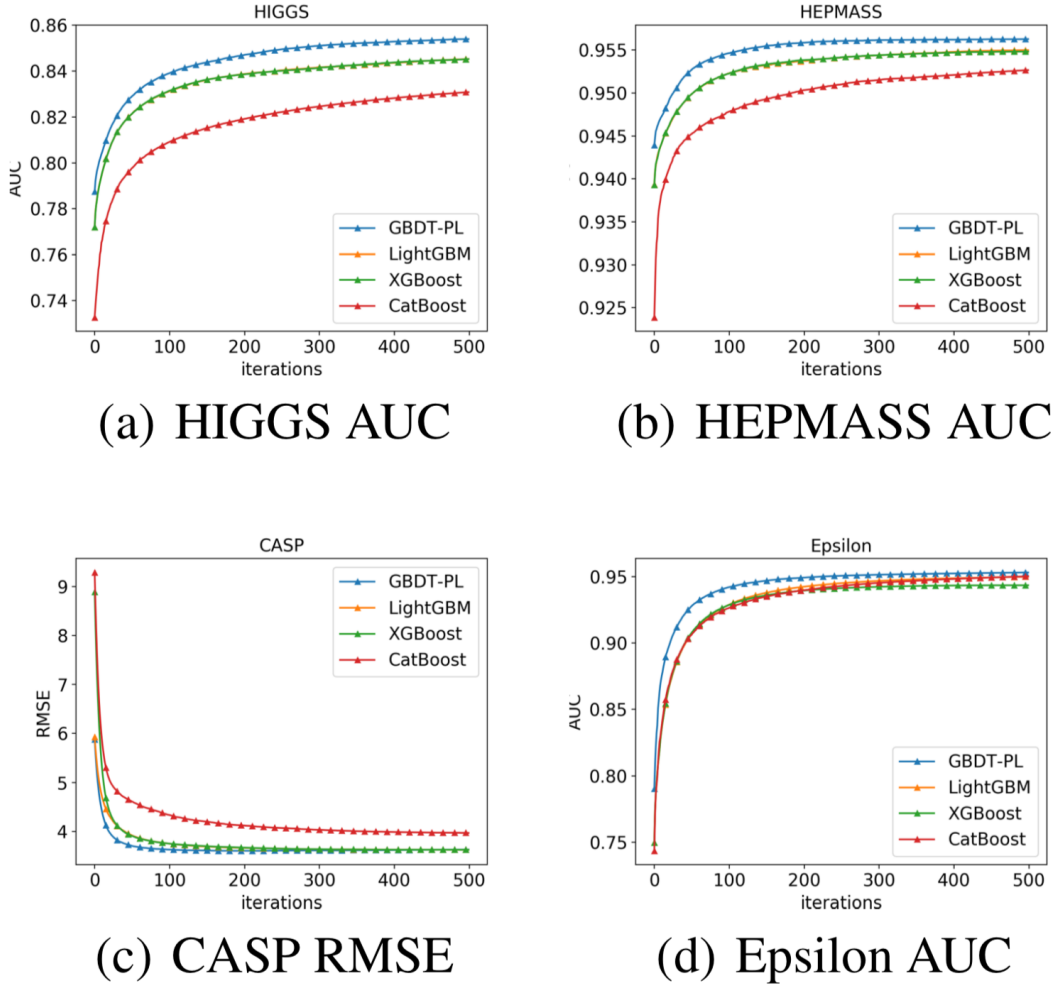 HIGGS
0.86
0.84
0.82
0.80
0.78
0.76
0.74
AUC
GBDT-PL
LightGBM
XGBoost
CatBoost
0 100 200 300 400 500
iterations
(a) HIGGS AUC
HEPMASS
0.955
0.950
0.945
0.940
0.935
0.930
0.925
GBDT-PL
LightGBM
XGBoost
CatBoost
0 100 200 300 400 500
iterations
(b) HEPMASS AUC
CASP
9
8
7
6
5
4
RMSE
GBDT-PL
LightGBM
XGBoost
CatBoost
0 100 200 300 400 500
iterations
(c) CASP RMSE
Epsilon
0.95
0.90
0.85
0.80
0.75
AUC
GBDT-PL
LightGBM
XGBoost
CatBoost
0 100 200 300 400 500
iterations
(d) Epsilon AUC